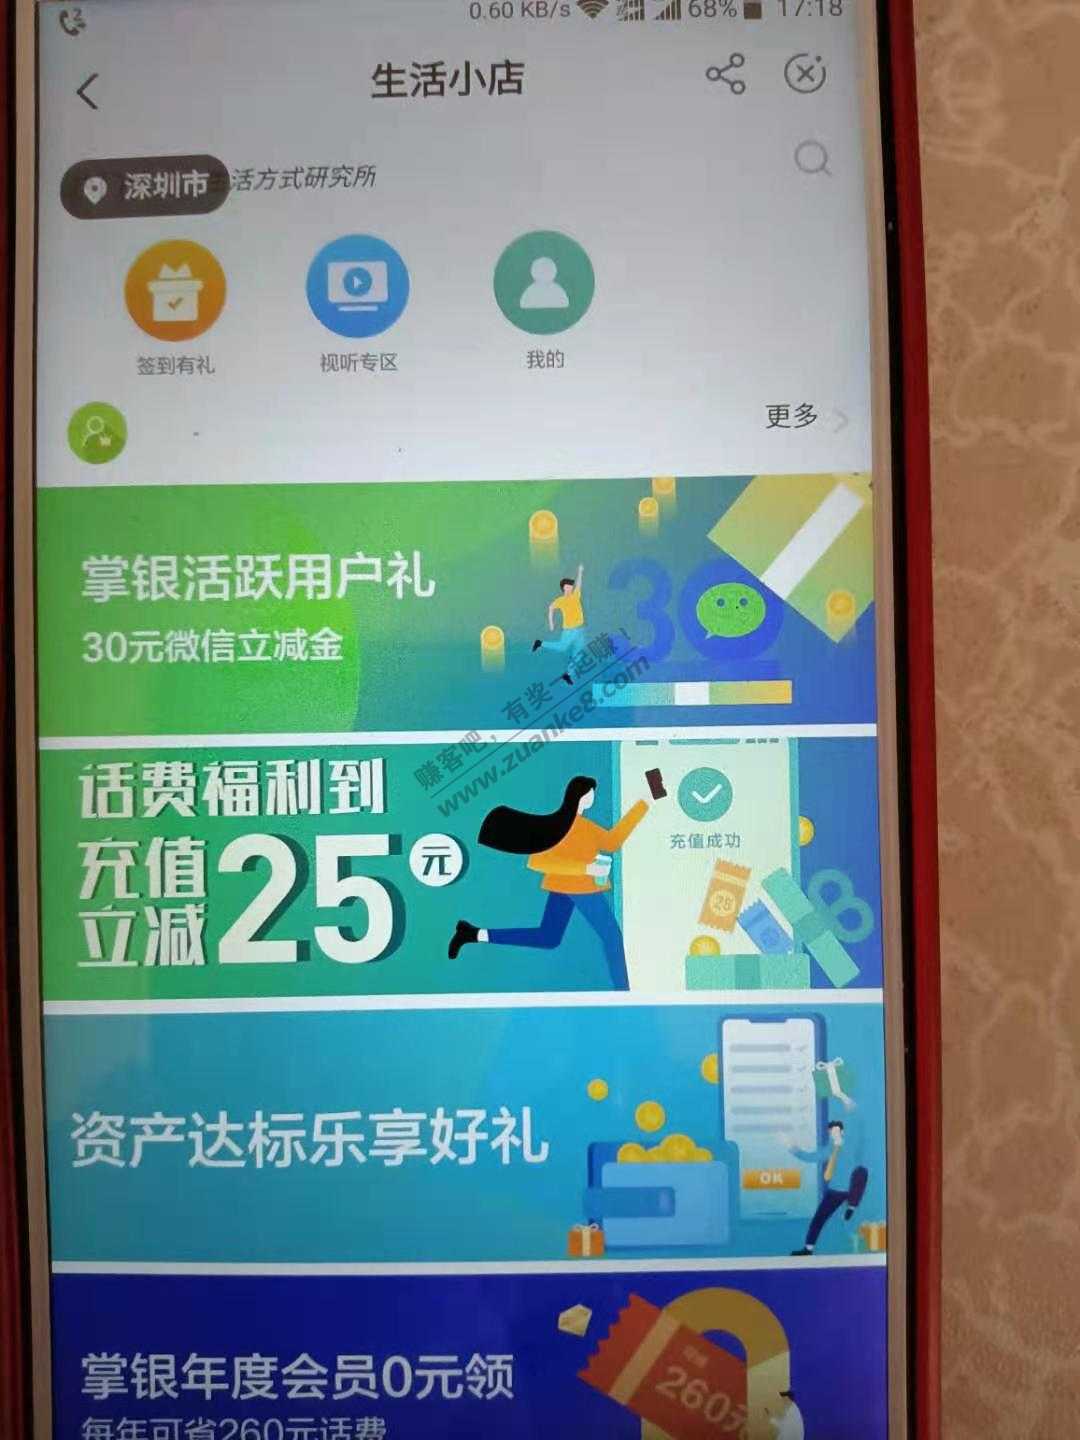 0.60 KB/s 68% 17:18
生活小店
深圳市 活方式研究所
签到有礼 视听专区 我的
更多
掌银活跃用户礼
30元微信立减金
30
赚客吧，有奖一起赚！
www.zuanke8.com
话费福利到
充值
立减
25元
充值成功
25
8
资产达标乐享好礼
OK
掌银年度会员0元领
260元
每年可省260元话费